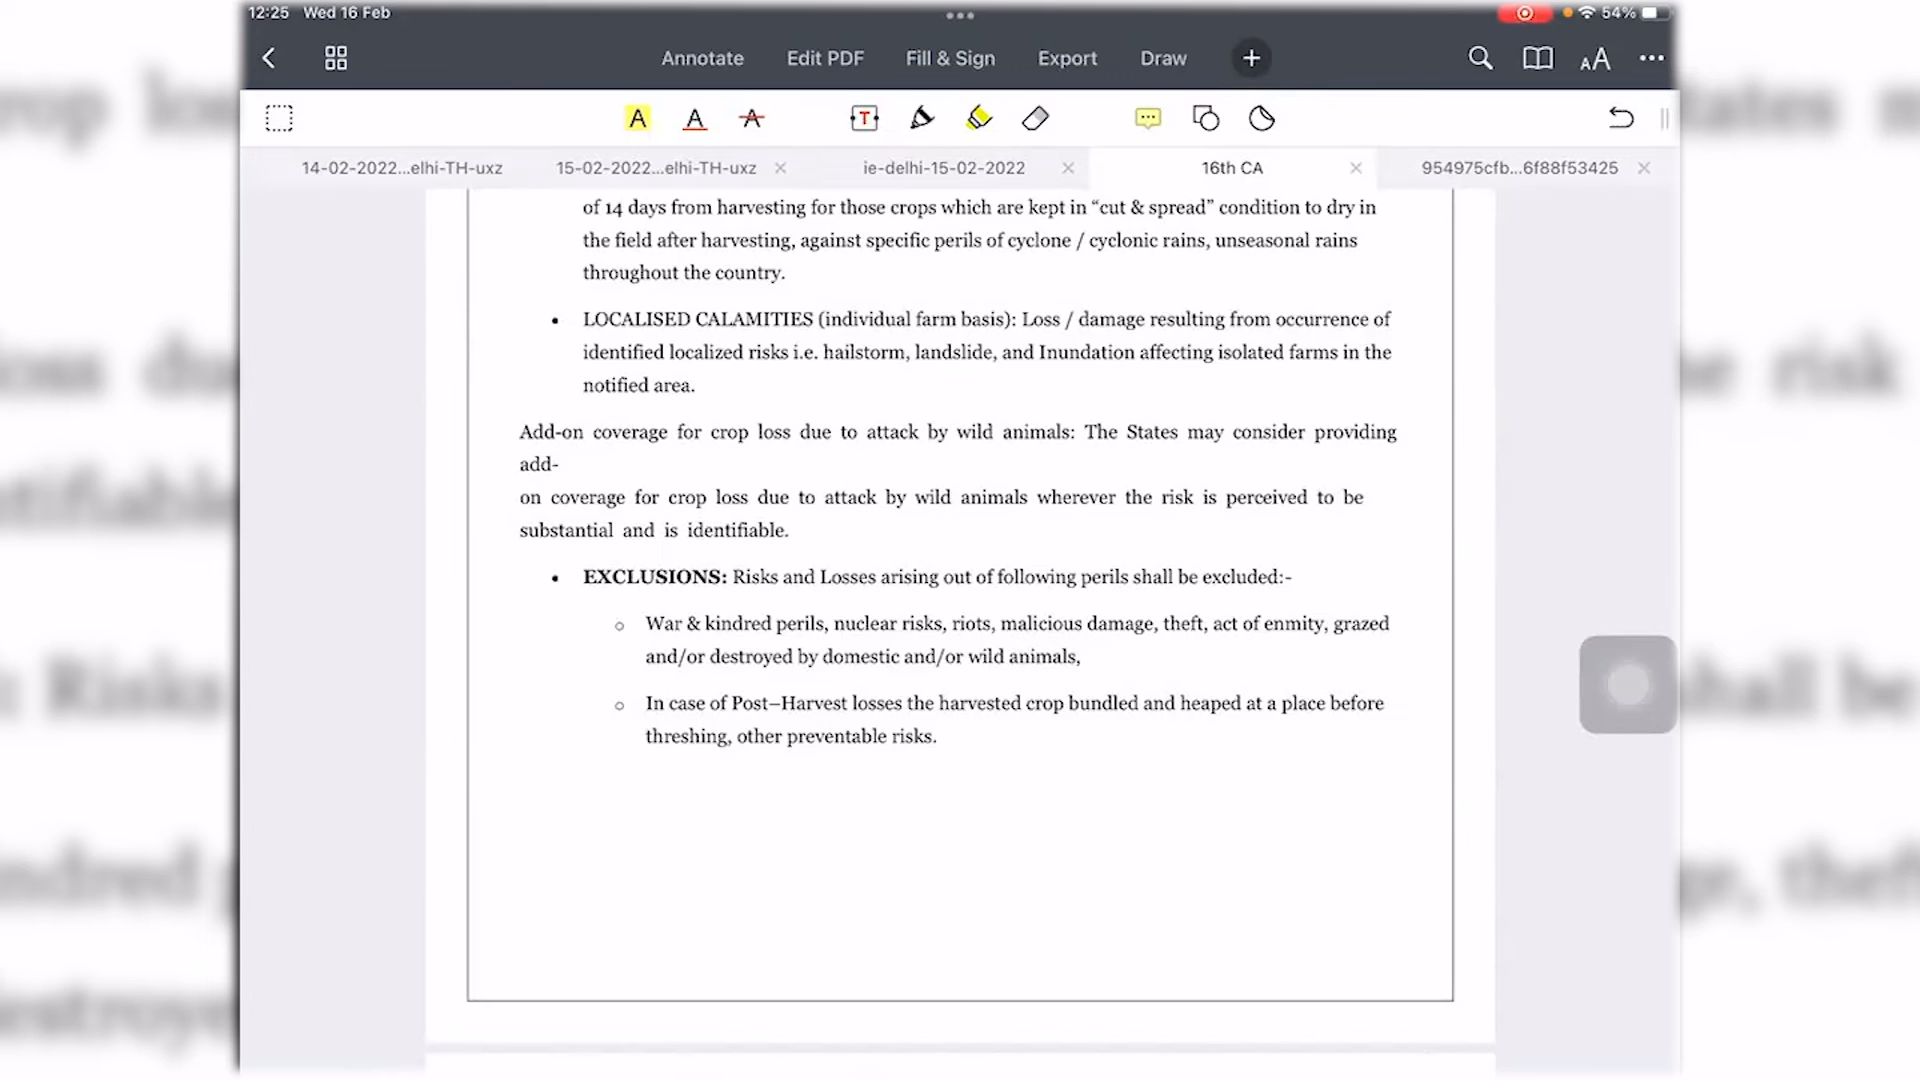 12:25 Wed 16 Feb
54%
Annotate Edit PDF Fill & Sign Export Draw
AA
A A A T
14-02-2022...elhi-TH-uxz 15-02-2022...elhi-TH-uxz ie-delhi-15-02-2022 16th CA 954975cfb...6f88f53425
of 14 days from harvesting for those crops which are kept in “cut & spread” condition to dry in
the field after harvesting, against specific perils of cyclone / cyclonic rains, unseasonal rains
throughout the country.
• LOCALISED CALAMITIES (individual farm basis): Loss / damage resulting from occurrence of
identified localized risks i.e. hailstorm, landslide, and Inundation affecting isolated farms in the
notified area.
Add-on coverage for crop loss due to attack by wild animals: The States may consider providing
add-
on coverage for crop loss due to attack by wild animals wherever the risk is perceived to be
substantial and is identifiable.
• EXCLUSIONS: Risks and Losses arising out of following perils shall be excluded:-
○ War & kindred perils, nuclear risks, riots, malicious damage, theft, act of enmity, grazed
and/or destroyed by domestic and/or wild animals,
○ In case of Post–Harvest losses the harvested crop bundled and heaped at a place before
threshing, other preventable risks.